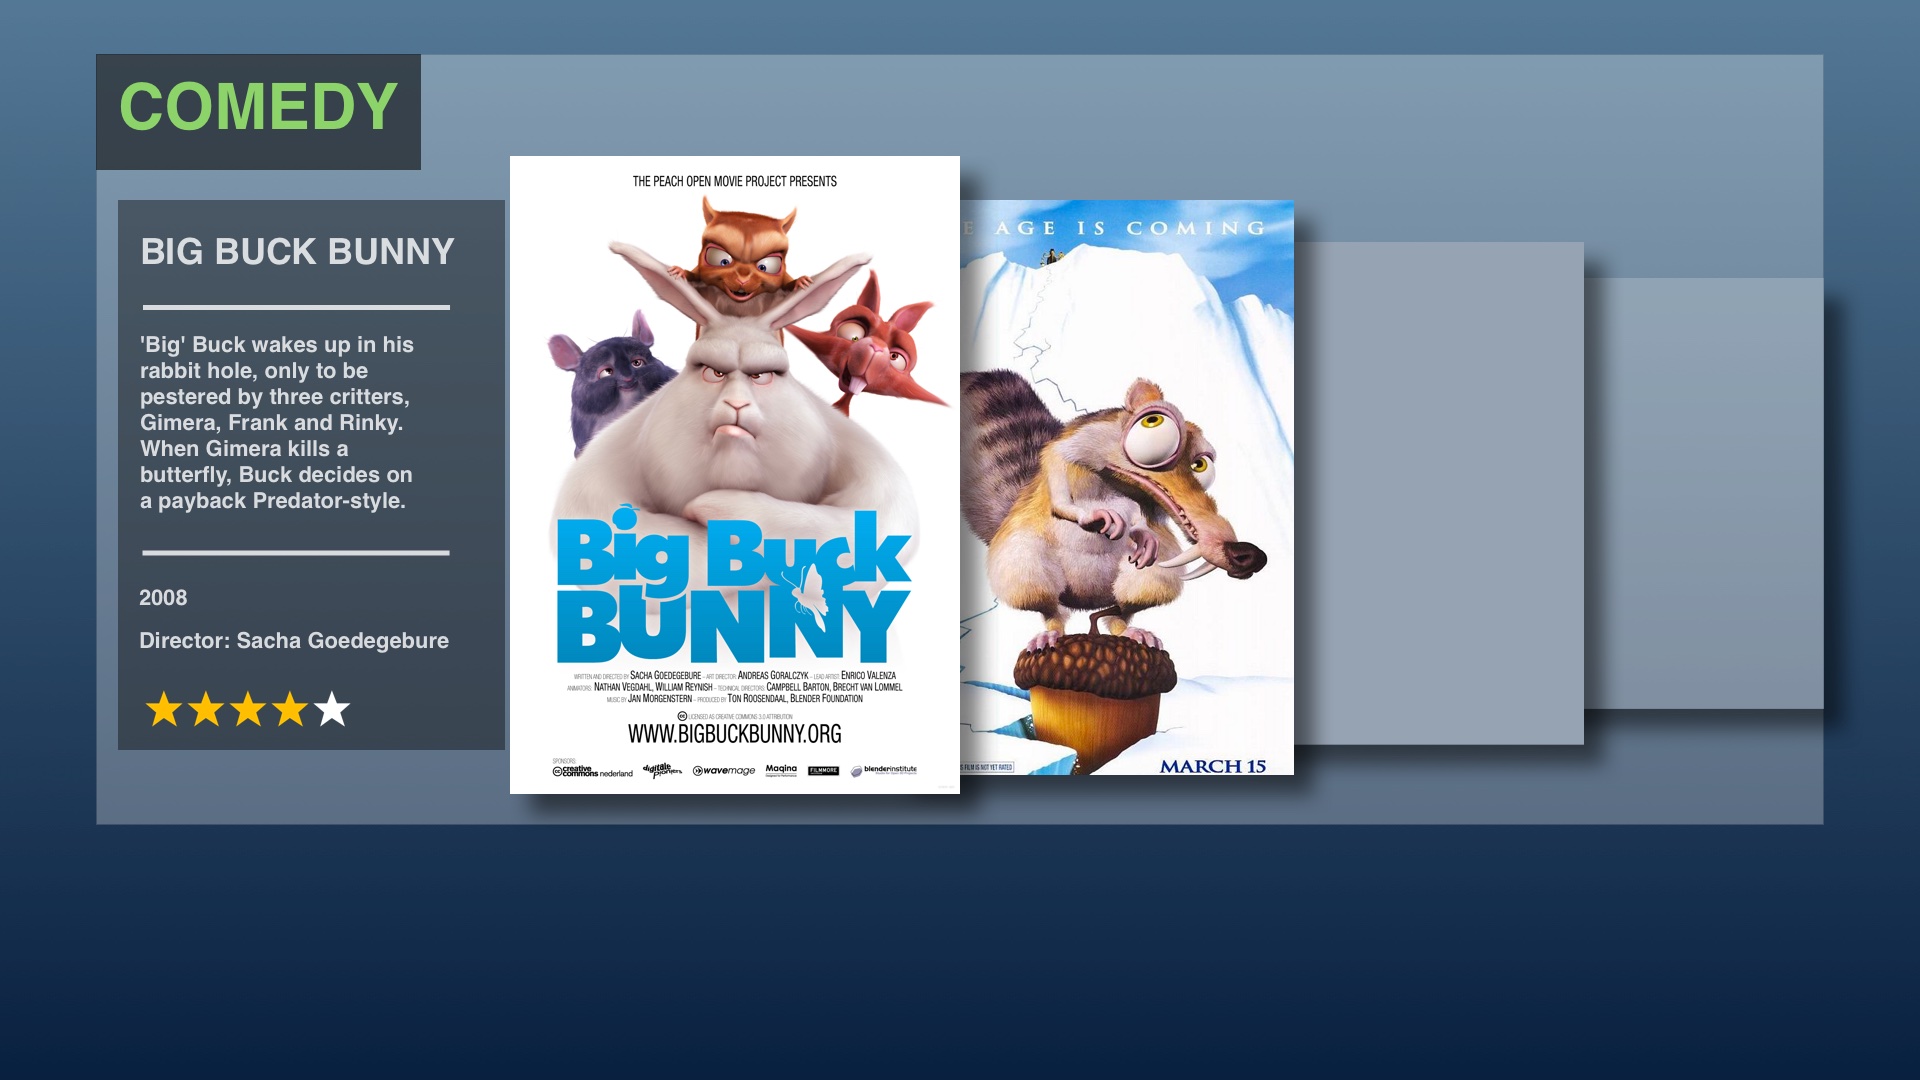 COMEDY
BIG BUCK BUNNY
'Big' Buck wakes up in his
rabbit hole, only to be
pestered by three critters,
Gimera, Frank and Rinky.
When Gimera kills a
butterfly, Buck decides on
a payback Predator-style.
2008
Director: Sacha Goedegebure
THE PEACH OPEN MOVIE PROJECT PRESENTS
Big Buck
BUNNY
WRITTEN AND DIRECTED BY SACHA GOEDEGEBURE - ART DIRECTOR: ANDREAS GORALCZYK - LEAD ARTIST: ENRICO VALENZA
ANIMATORS: NATHAN VEGDAHL, WILLIAM REYNISH - TECHNICAL DIRECTORS: CAMPBELL BARTON, BRECHT VAN LOMMEL
MUSIC BY JAN MORGENSTERN - PRODUCED BY TON ROOSENDAAL, BLENDER FOUNDATION
cc LICENSED AS CREATIVE COMMONS 3.0 ATTRIBUTION
WWW.BIGBUCKBUNNY.ORG
SPONSORS:
cc creative commons nederland digitale pioniers wavemage Maqina FILMMORE blenderinstitute
E AGE IS COMING
S FILM IS NOT YET RATED
MARCH 15